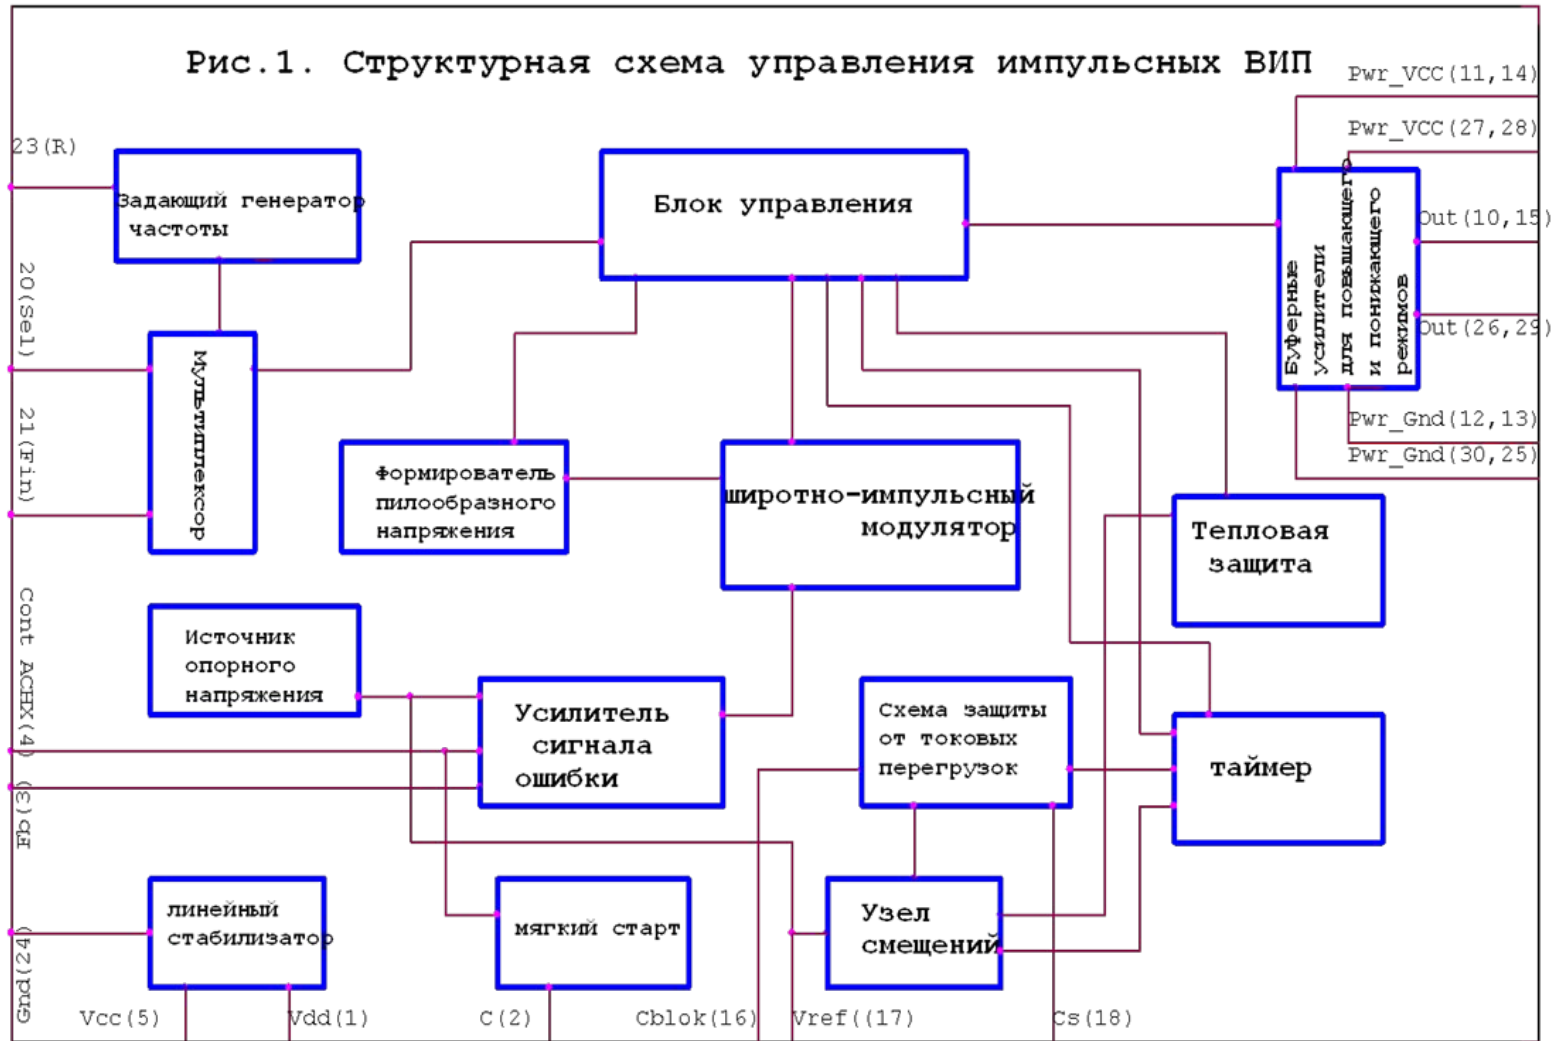 Рис.1. Структурная схема управления импульсных ВИП
Pwr_VCC(11,14)
Pwr_VCC(27,28)
23(R)
Задающий генератор
частоты
Блок управления
Буферные
усилители
для повышающего
и понижающего
режимов
Out(10,15)
Out(26,29)
Pwr_Gnd(12,13)
Pwr_Gnd(30,25)
20(Sel)
21(Fin)
мультиплексор
Формирователь
пилообразного
напряжения
широтно-импульсный
модулятор
Тепловая
защита
Cont ACHX(4)
Fb(3)
Источник
опорного
напряжения
Усилитель
сигнала
ошибки
Схема защиты
от токовых
перегрузок
таймер
Gnd(24)
линейный
стабилизатор
мягкий старт
Узел
смещений
Vcc(5)
Vdd(1)
C(2)
Cblok(16)
Vref((17)
Cs(18)